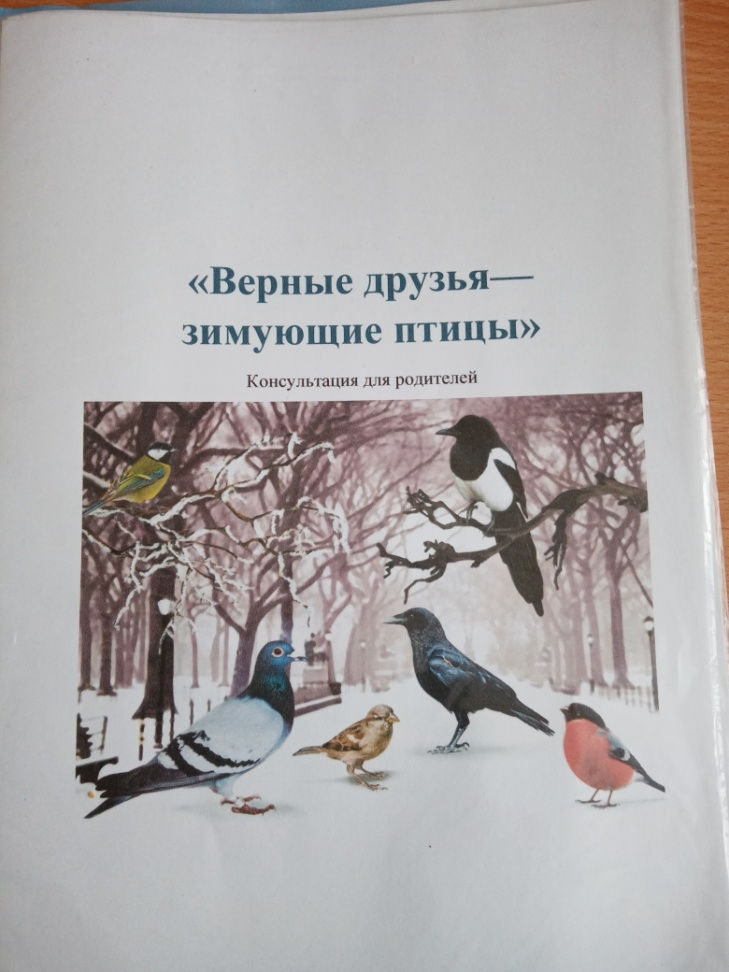 «Верные друзья—
зимующие птицы»
Консультация для родителей